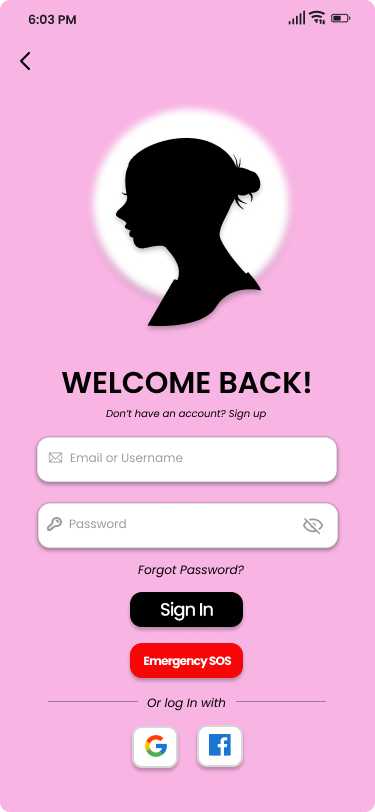 6:03 PM
WELCOME BACK!
Don't have an account? Sign up
Email or Username
Password
Forgot Password?
Sign In
Emergency SOS
Or log In with